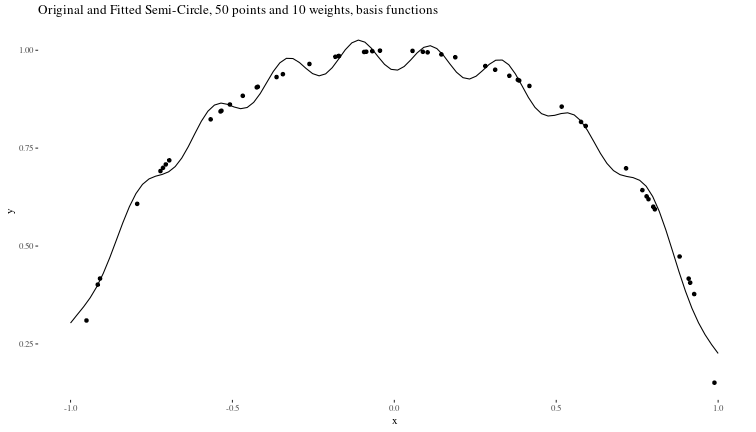 Original and Fitted Semi-Circle, 50 points and 10 weights, basis functions
1.00
0.75
y
0.50
0.25
-1.0 -0.5 0.0 0.5 1.0
x